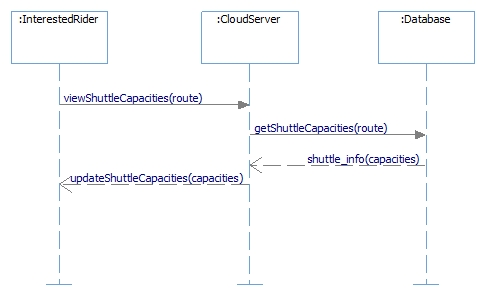 :InterestedRider
:CloudServer
:Database
viewShuttleCapacities(route)
getShuttleCapacities(route)
shuttle_info(capacities)
updateShuttleCapacities(capacities)